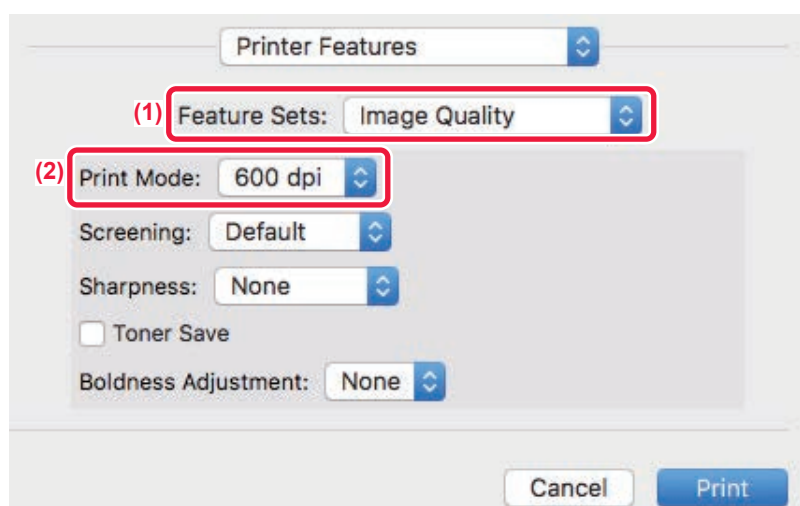 Printer Features
(1) Feature Sets: Image Quality
(2) Print Mode: 600 dpi
Screening: Default
Sharpness: None
Toner Save
Boldness Adjustment: None
Cancel Print